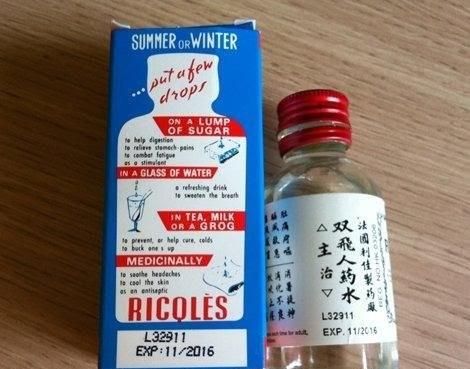 SUMMER OR WINTER
...put a few
drops
ON A LUMP
OF SUGAR
to help digestion
to relieve stomach-pains
to combat fatigue
as a stimulant
IN A GLASS OF WATER
a refreshing drink
to sweeten the breath
IN TEA, MILK
OR A GROG
to prevent, or help cure, colds
to buck one s up
MEDICINALLY
to soothe headaches
to cool the skin
as an antiseptic
RICQLÈS
L32911
EXP:11/2016
法國利佳製药廠
双飛人药水
△主治▽
L32911
EXP. 11/2016